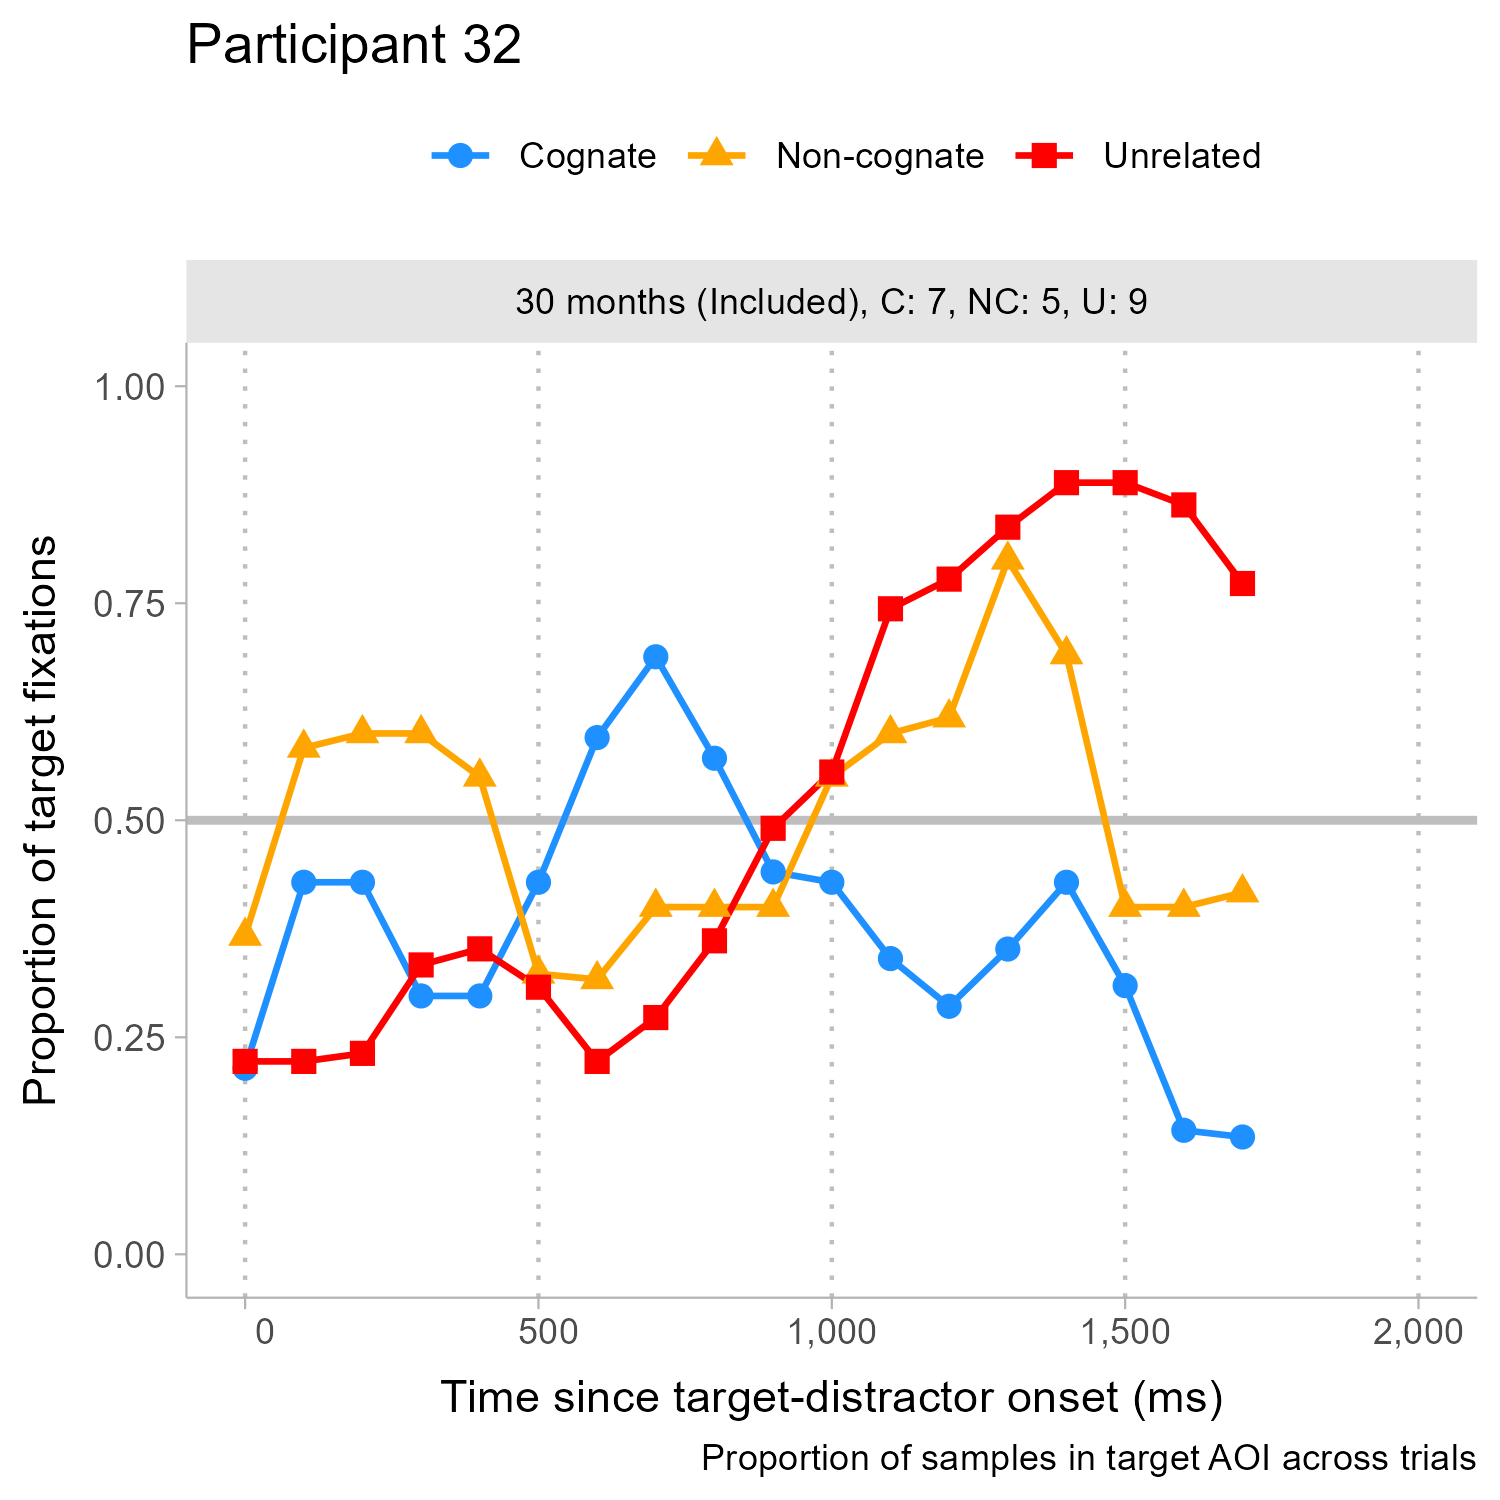 Participant 32
Cognate Non-cognate Unrelated
30 months (Included), C: 7, NC: 5, U: 9
1.00
0.75
0.50
0.25
0.00
Proportion of target fixations
0 500 1,000 1,500 2,000
Time since target-distractor onset (ms)
Proportion of samples in target AOI across trials